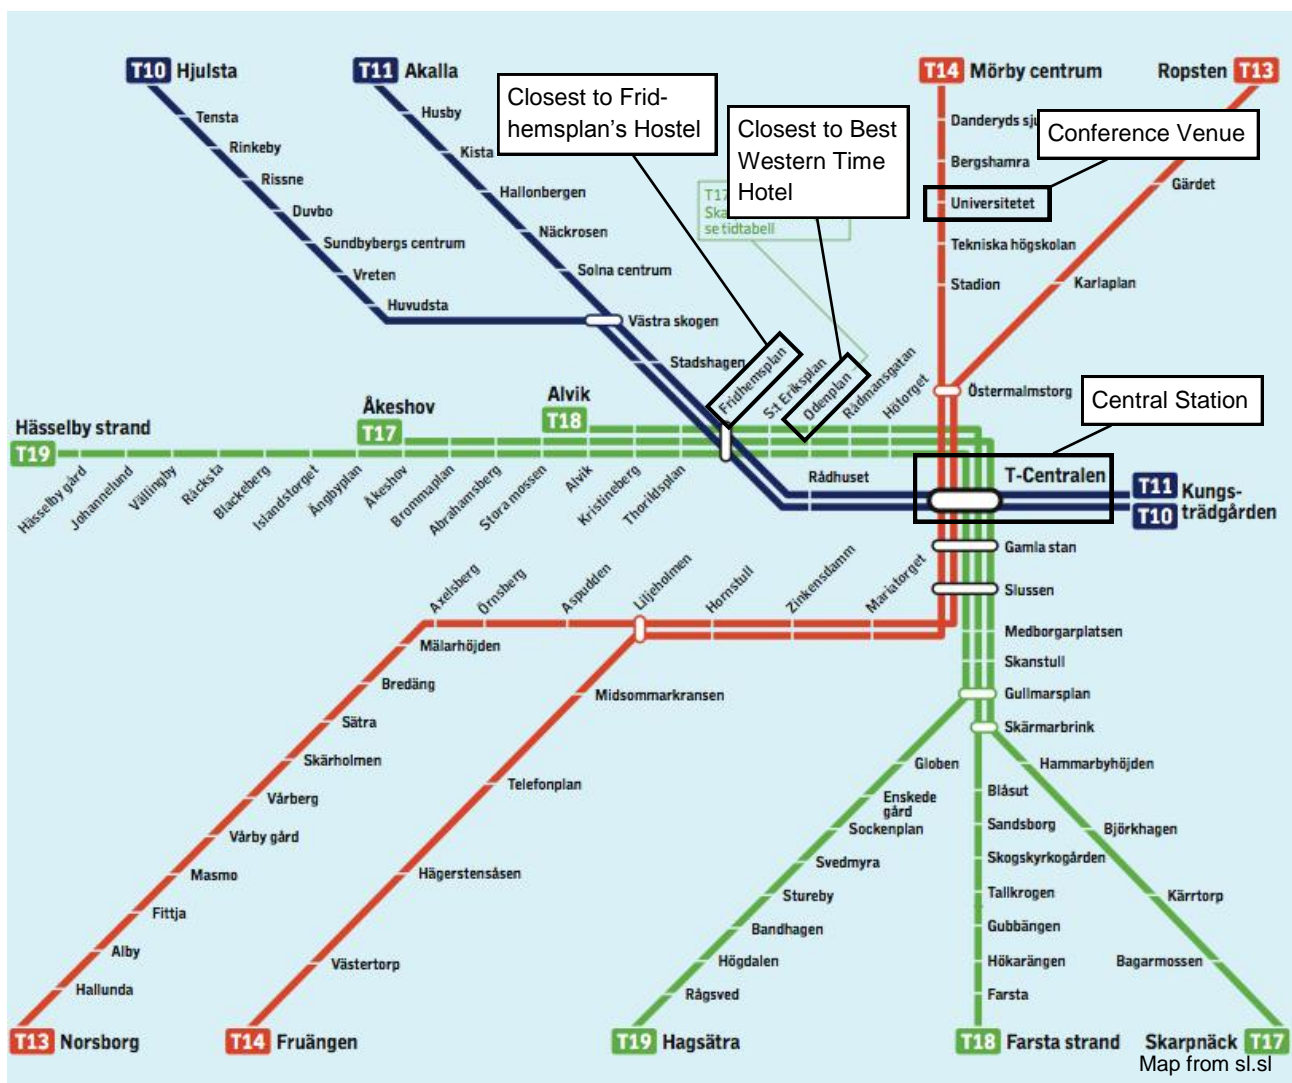 T10 Hjulsta
T11 Akalla
T14 Mörby centrum
Ropsten T13
Closest to Frid-
hemsplan's Hostel
Closest to Best
Western Time
Hotel
Conference Venue
Central Station
Tensta
Rinkeby
Rissne
Duvbo
Sundbybergs centrum
Vreten
Huvudsta
Husby
Kista
Hallonbergen
Näckrosen
Solna centrum
Västra skogen
Stadshagen
T17
se tidtabell
Danderyds
Bergshamra
Universitetet
Tekniska högskolan
Stadion
Gärdet
Karlaplan
Östermalmstorg
Fridhemsplan
S:t Eriksplan
Odenplan
Rådmansgatan
Hötorget
Hässelby strand
T19
Åkeshov
T17
Alvik
T18
Hässelby gård
Johannelund
Vällingby
Råcksta
Blackeberg
Islandstorget
Ängbyplan
Åkeshov
Brommaplan
Abrahamsberg
Stora mossen
Alvik
Kristineberg
Thorildsplan
Rådhuset
T-Centralen
T11
T10
Kungs-
trädgården
Gamla stan
Slussen
Medborgarplatsen
Skanstull
Gullmarsplan
Skärmarbrink
Axelsberg
Örnsberg
Aspudden
Liljeholmen
Hornstull
Zinkensdamm
Mariatorget
Mälarhöjden
Bredäng
Sätra
Skärholmen
Vårberg
Vårby gård
Masmo
Fittja
Alby
Hallunda
T13 Norsborg
Midsommarkransen
Telefonplan
Hägerstensåsen
Västertorp
T14 Fruängen
Globen
Enskede
gård
Sockenplan
Svedmyra
Stureby
Bandhagen
Högdalen
Rågsved
T19 Hagsätra
Blåsut
Sandsborg
Skogskyrkogården
Tallkrogen
Gubbängen
Hökarängen
Farsta
T18 Farsta strand
Hammarbyhöjden
Björkhagen
Kärrtorp
Bagarmossen
Skarpnäck T17
Map from sl.sl